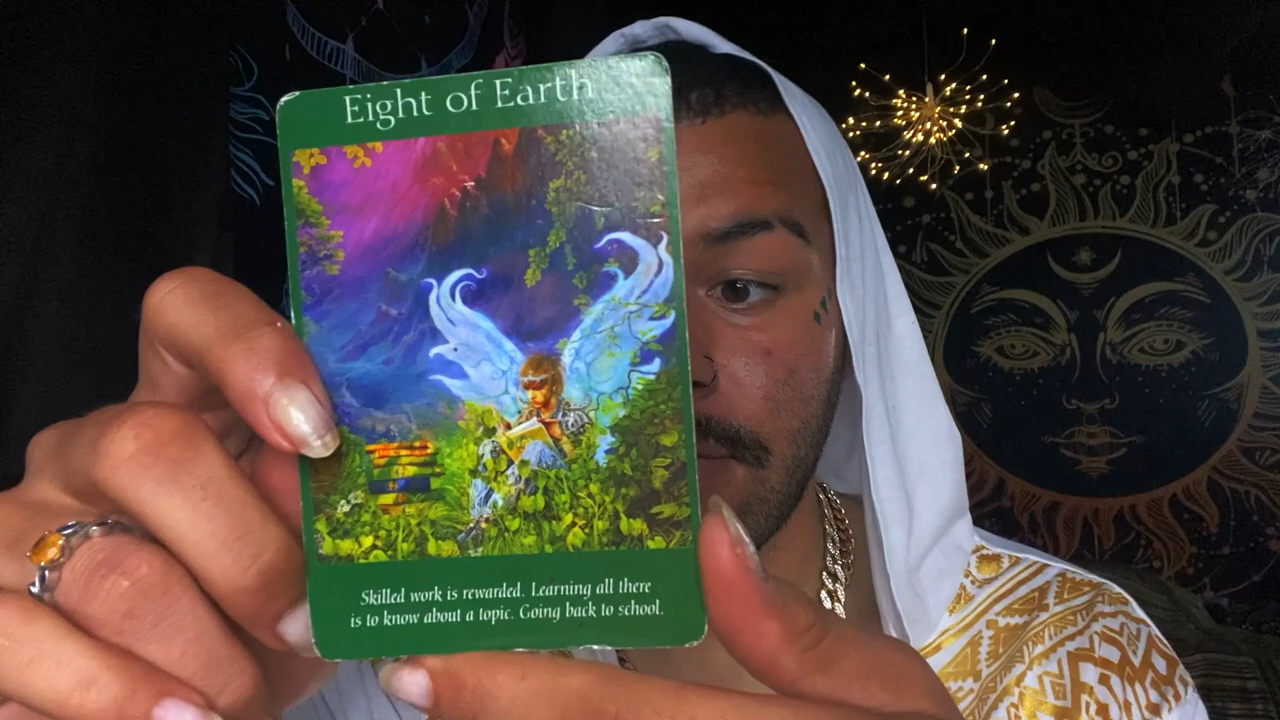 Eight of Earth
Skilled work is rewarded. Learning all there
is to know about a topic. Going back to school.